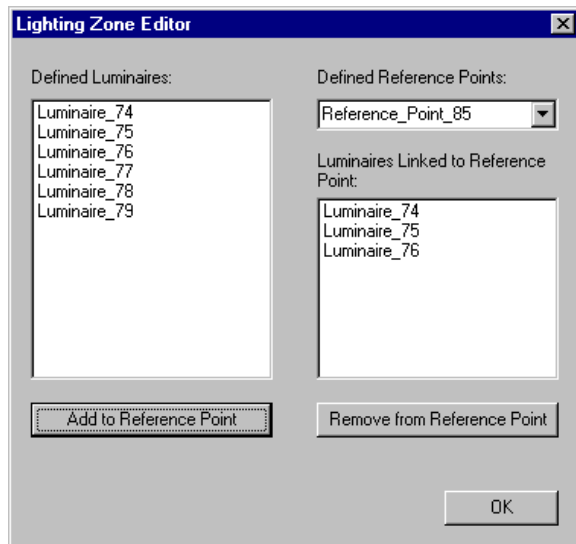 Lighting Zone Editor
Defined Luminaires:
Luminaire_74
Luminaire_75
Luminaire_76
Luminaire_77
Luminaire_78
Luminaire_79
Add to Reference Point
Defined Reference Points:
Reference_Point_85
Luminaires Linked to Reference
Point:
Luminaire_74
Luminaire_75
Luminaire_76
Remove from Reference Point
OK